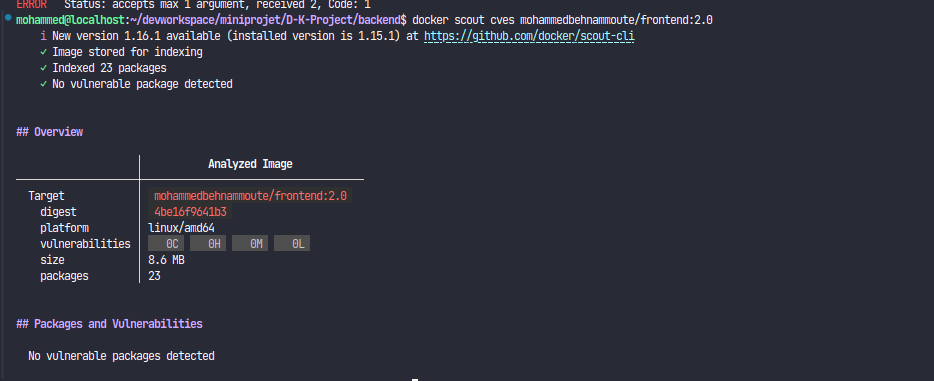 ERROR Status: accepts max 1 argument, received 2, Code: 1
mohammed@localhost:~/devworkspace/miniprojet/D-K-Project/backend$ docker scout cves mohammedbehnammoute/frontend:2.0
i New version 1.16.1 available (installed version is 1.15.1) at https://github.com/docker/scout-cli
✓ Image stored for indexing
✓ Indexed 23 packages
✓ No vulnerable package detected
## Overview
Analyzed Image
Target mohammedbehnammoute/frontend:2.0
digest 4be16f9641b3
platform linux/amd64
vulnerabilities 0C 0H 0M 0L
size 8.6 MB
packages 23
## Packages and Vulnerabilities
No vulnerable packages detected